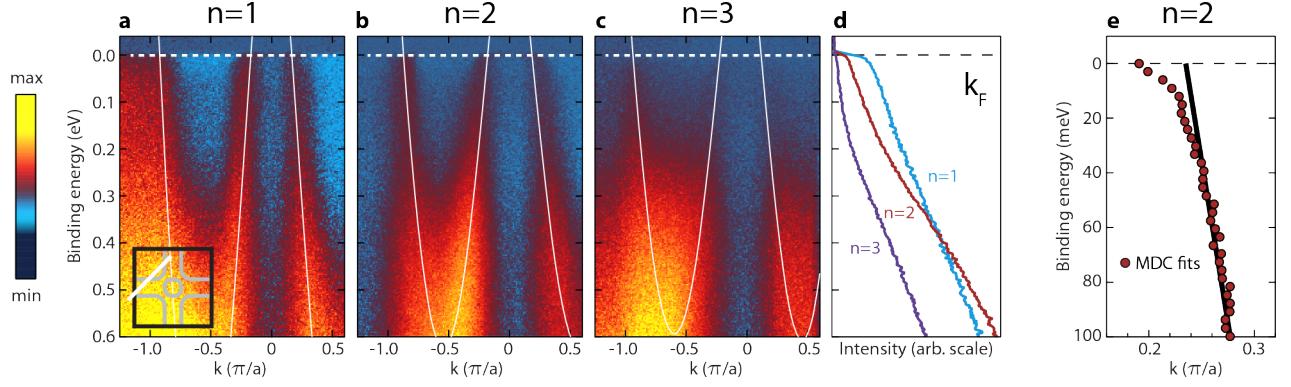 n=1
n=2
n=3
n=2
a
b
c
d
e
max
min
Binding energy (eV)
0.0
0.1
0.2
0.3
0.4
0.5
0.6
-1.0
-0.5
0
0.5
k (π/a)
-1.0
-0.5
0
0.5
k (π/a)
-1.0
-0.5
0
0.5
k (π/a)
k_F
n=1
n=2
n=3
Intensity (arb. scale)
Binding energy (meV)
0
20
40
60
80
100
MDC fits
0.2
0.3
k (π/a)